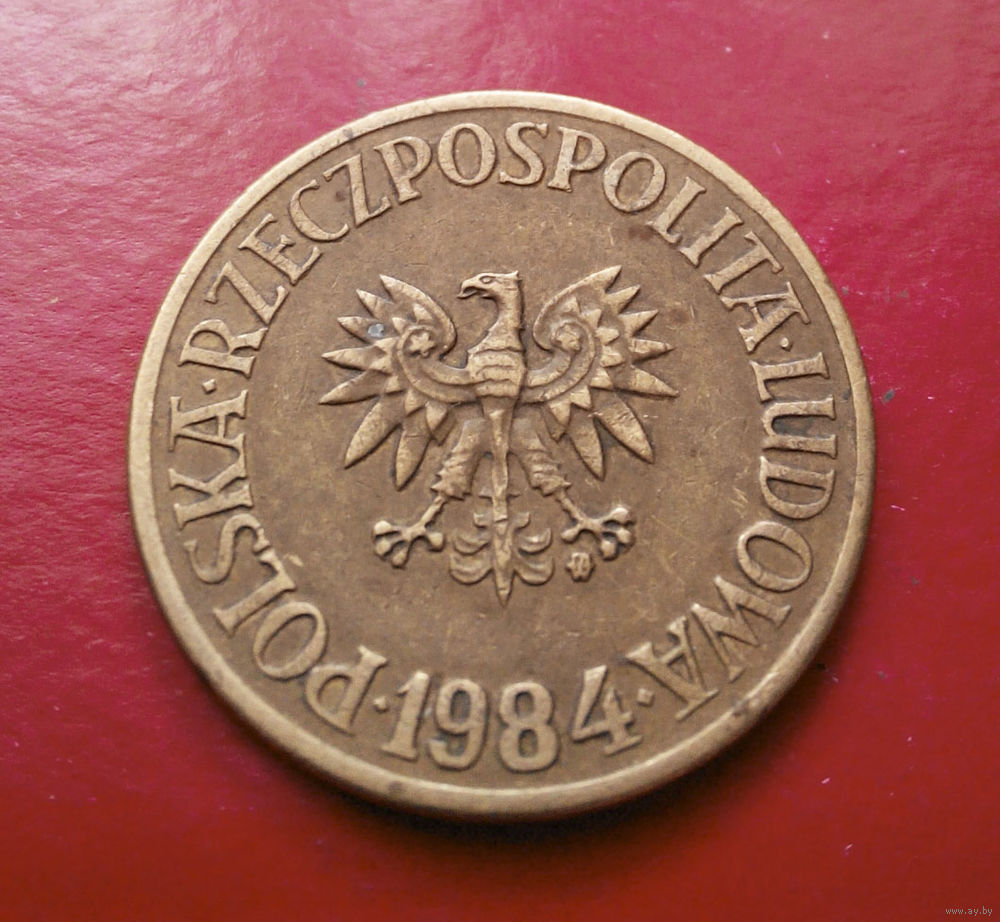 POLSKA · RZECZPOSPOLITA · LUDOWA ·
· 1984
www.ay.by